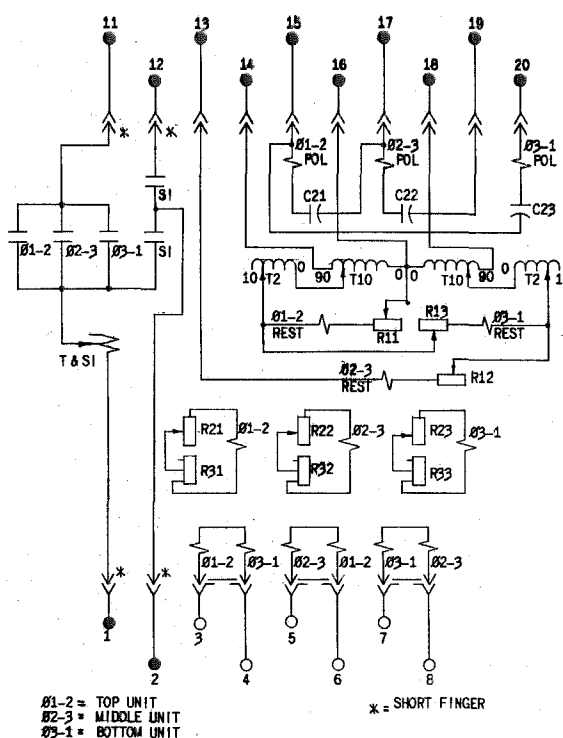 11 13 15 17 19
12 14 16 18 20
* *
Ø1-2 POL Ø2-3 POL Ø3-1 POL
SI C21 C22 C23
Ø1-2 Ø2-3 Ø3-1 SI
10 T2 0 90 T10 0 0 T10 90 0 T2 1
Ø1-2 REST R11 R13 Ø3-1 REST
T & SI
Ø2-3 REST R12
R21 Ø1-2 R22 Ø2-3 R23 Ø3-1
R31 R32 R33
* * Ø1-2 Ø3-1 Ø2-3 Ø1-2 Ø3-1 Ø2-3
1 3 5 7
2 4 6 8
Ø1-2 = TOP UNIT
Ø2-3 = MIDDLE UNIT
Ø3-1 = BOTTOM UNIT
* = SHORT FINGER